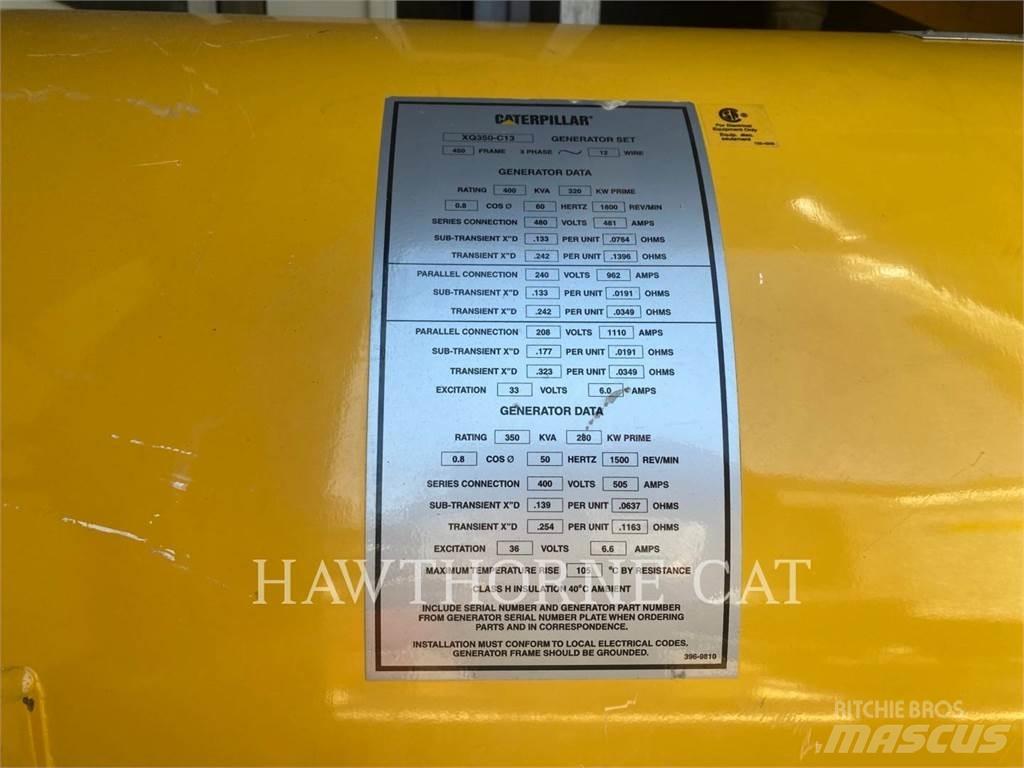 CATERPILLAR®
XQ350-C13 GENERATOR SET
450 FRAME 3 PHASE 12 WIRE
GENERATOR DATA
RATING 400 KVA 320 KW PRIME
0.8 COS Ø 60 HERTZ 1800 REV/MIN
SERIES CONNECTION 480 VOLTS 481 AMPS
SUB-TRANSIENT X"D .133 PER UNIT .0764 OHMS
TRANSIENT X'D .242 PER UNIT .1396 OHMS
PARALLEL CONNECTION 240 VOLTS 962 AMPS
SUB-TRANSIENT X"D .133 PER UNIT .0191 OHMS
TRANSIENT X'D .242 PER UNIT .0349 OHMS
PARALLEL CONNECTION 208 VOLTS 1110 AMPS
SUB-TRANSIENT X"D .177 PER UNIT .0191 OHMS
TRANSIENT X'D .323 PER UNIT .0349 OHMS
EXCITATION 33 VOLTS 6.0 AMPS
GENERATOR DATA
RATING 350 KVA 280 KW PRIME
0.8 COS Ø 50 HERTZ 1500 REV/MIN
SERIES CONNECTION 400 VOLTS 505 AMPS
SUB-TRANSIENT X"D .139 PER UNIT .0637 OHMS
TRANSIENT X'D .254 PER UNIT .1163 OHMS
EXCITATION 36 VOLTS 6.6 AMPS
MAXIMUM TEMPERATURE RISE 105 °C BY RESISTANCE
CLASS H INSULATION 40°C AMBIENT
INCLUDE SERIAL NUMBER AND GENERATOR PART NUMBER
FROM GENERATOR SERIAL NUMBER PLATE WHEN ORDERING
PARTS AND IN CORRESPONDENCE.
INSTALLATION MUST CONFORM TO LOCAL ELECTRICAL CODES.
GENERATOR FRAME SHOULD BE GROUNDED.
396-9810
For Electrical
Equipment Only
Equip. élec.
seulement
HAWTHORNE CAT
RITCHIE BROS.
MASCUS